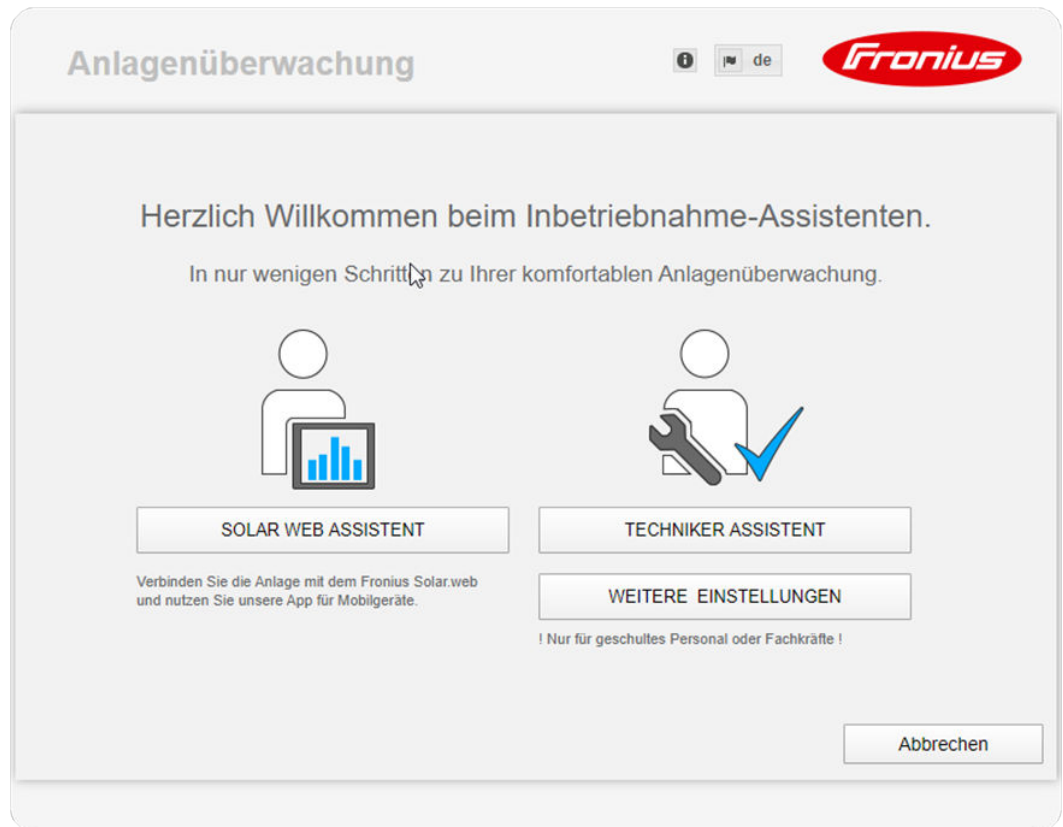 Anlagenüberwachung
de
Fronius
Herzlich Willkommen beim Inbetriebnahme-Assistenten.
In nur wenigen Schritten zu Ihrer komfortablen Anlagenüberwachung.
SOLAR WEB ASSISTENT
Verbinden Sie die Anlage mit dem Fronius Solar.web
und nutzen Sie unsere App für Mobilgeräte.
TECHNIKER ASSISTENT
WEITERE EINSTELLUNGEN
! Nur für geschultes Personal oder Fachkräfte !
Abbrechen